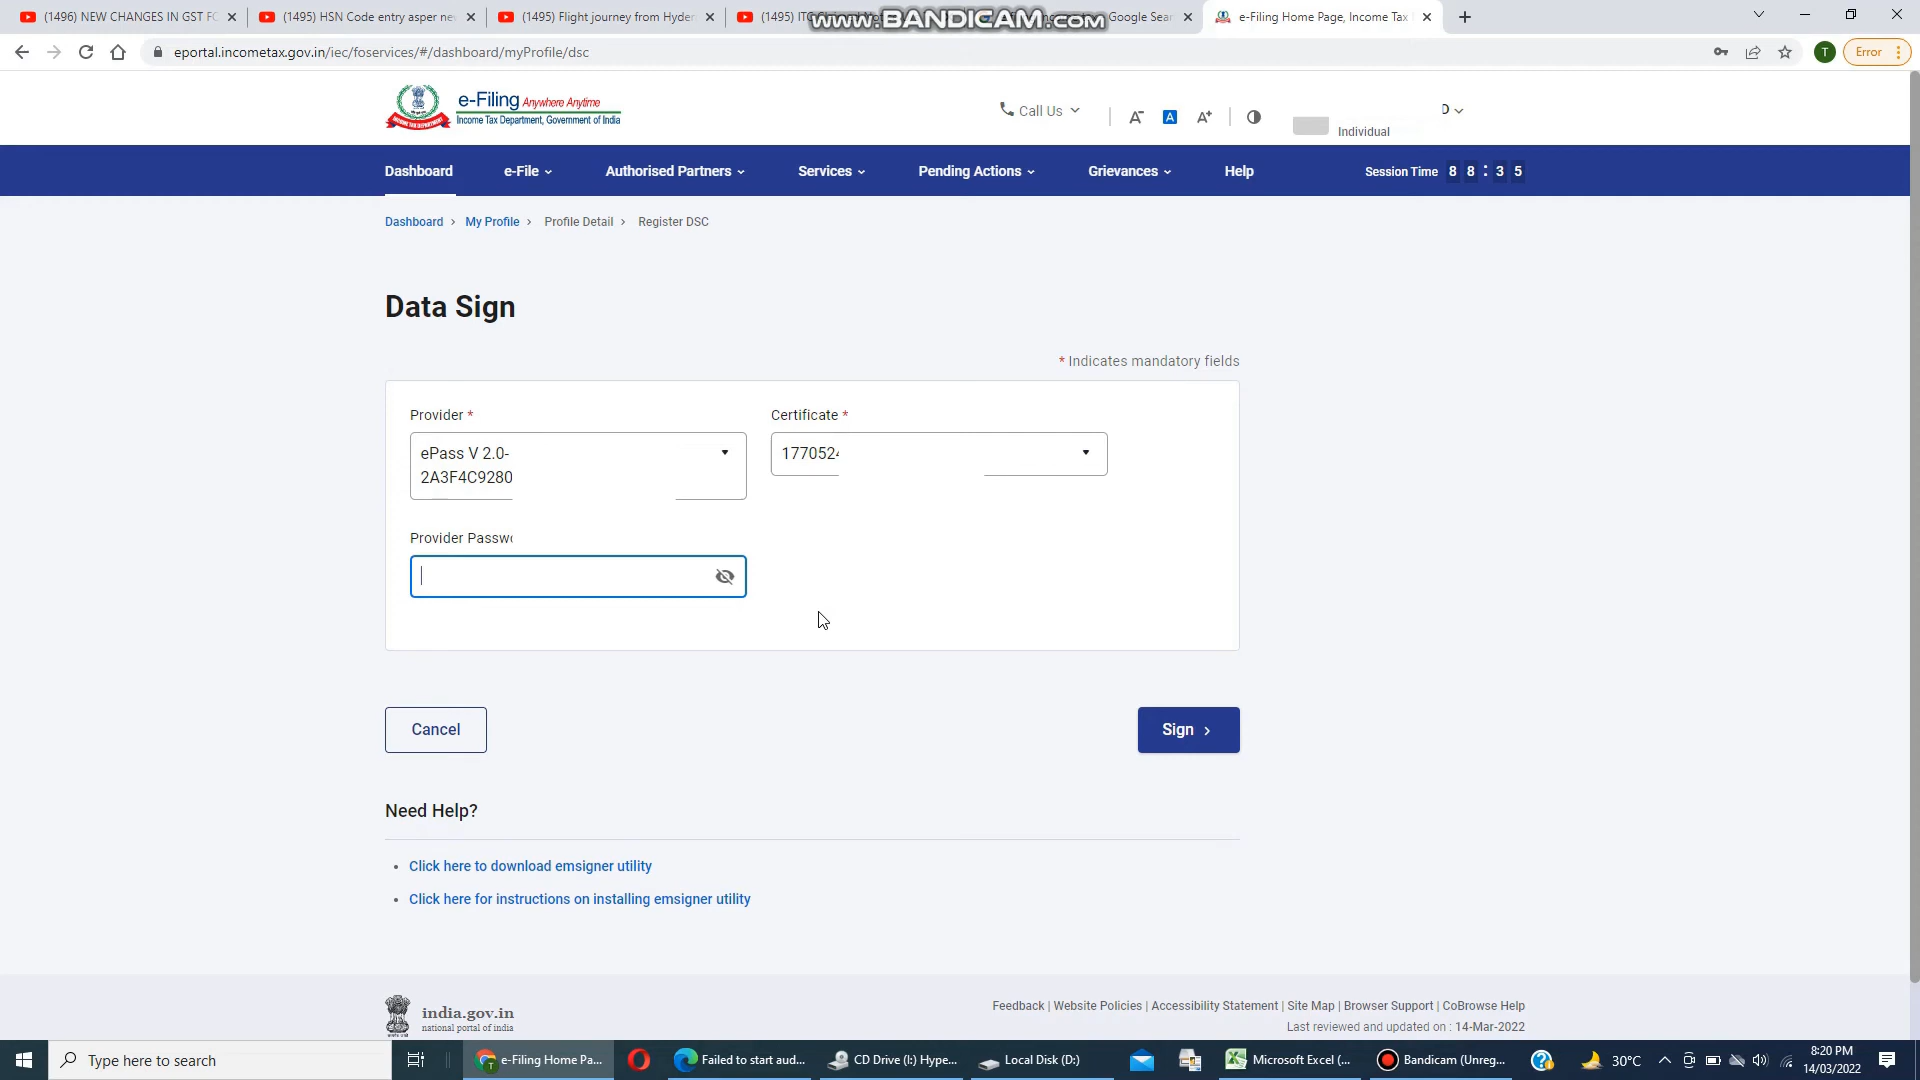 (1496) NEW CHANGES IN GST FC
(1495) HSN Code entry asper new
(1495) Flight journey from Hyder
(1495) ITC
www.BANDICAM.com
Google Sear
e-Filing Home Page, Income Tax
eportal.incometax.gov.in/iec/foservices/#/dashboard/myProfile/dsc
T
Error
e-Filing Anywhere Anytime
Income Tax Department, Government of India
Call Us
A-
A
A+
D
Individual
Dashboard
e-File
Authorised Partners
Services
Pending Actions
Grievances
Help
Session Time 8 8 : 3 5
Dashboard > My Profile > Profile Detail > Register DSC
Data Sign
* Indicates mandatory fields
Provider *
Certificate *
ePass V 2.0-
2A3F4C9280
177052
Provider Passw
Cancel
Sign >
Need Help?
• Click here to download emsigner utility
• Click here for instructions on installing emsigner utility
india.gov.in
national portal of india
Feedback | Website Policies | Accessibility Statement | Site Map | Browser Support | CoBrowse Help
Last reviewed and updated on : 14-Mar-2022
Type here to search
e-Filing Home Pa...
Failed to start aud...
CD Drive (I:) Hype...
Local Disk (D:)
Microsoft Excel (...
Bandicam (Unreg...
30°C
8:20 PM
14/03/2022